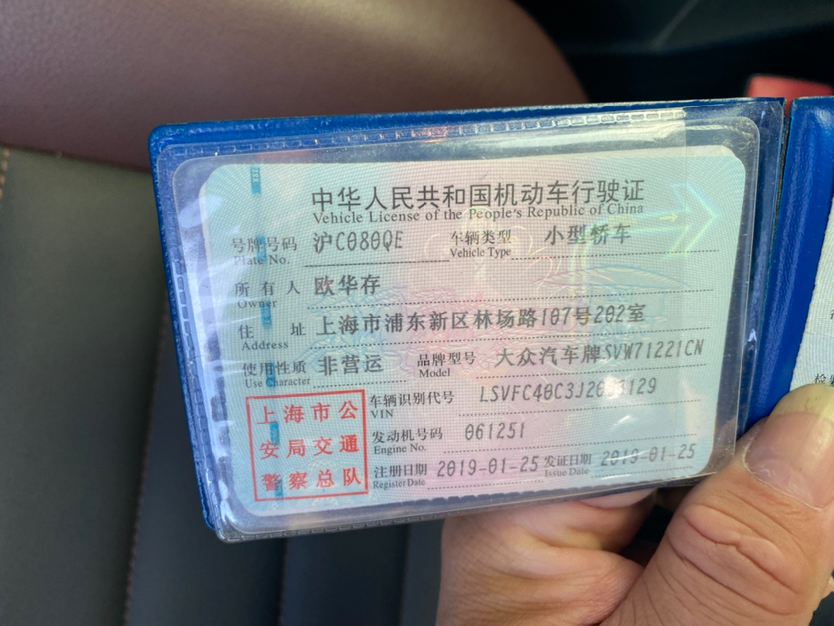 中华人民共和国机动车行驶证
Vehicle License of the People's Republic of China
号牌号码 沪C080QE 车辆类型 小型轿车
Plate No. Vehicle Type
所有人 欧华存
Owner
住址 上海市浦东新区林场路107号202室
Address
使用性质 非营运 品牌型号 大众汽车牌SVW71221CN
Use Character Model
上海市公
安局交通
警察总队
车辆识别代号
VIN
发动机号码 061251
Engine No.
注册日期 2019-01-25 发证日期 2019-01-25
Register Date Issue Date